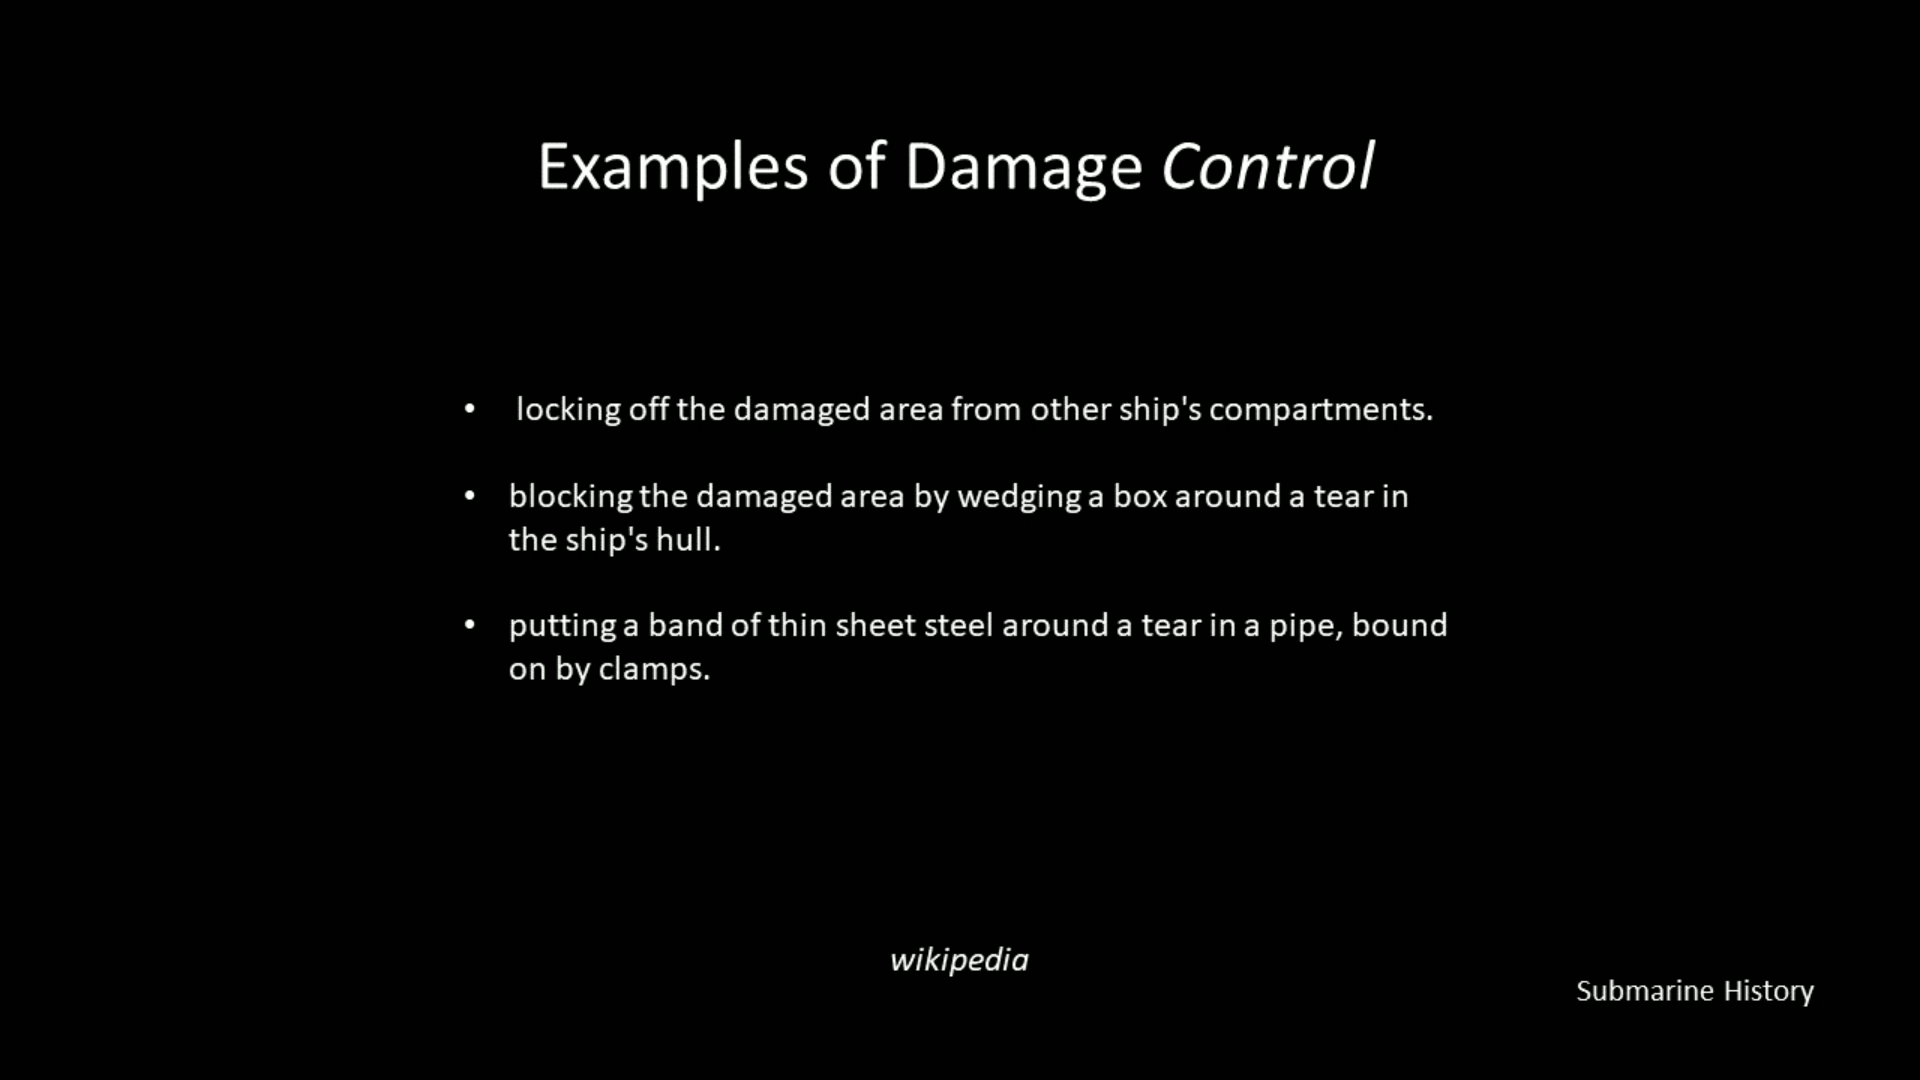 Examples of Damage Control
• locking off the damaged area from other ship's compartments.
• blocking the damaged area by wedging a box around a tear in
the ship's hull.
• putting a band of thin sheet steel around a tear in a pipe, bound
on by clamps.
wikipedia
Submarine History